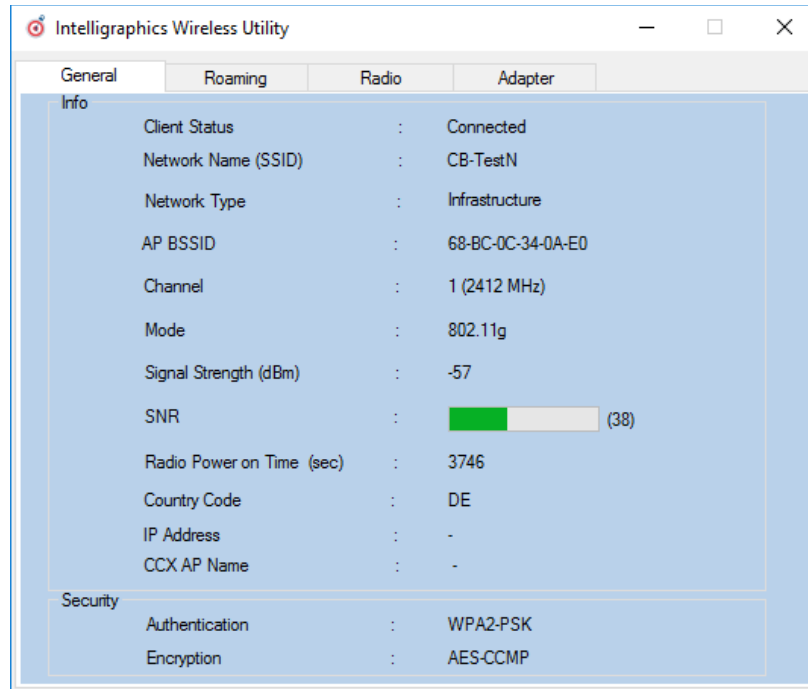 Intelligraphics Wireless Utility
General Roaming Radio Adapter
Info
Client Status : Connected
Network Name (SSID) : CB-TestN
Network Type : Infrastructure
AP BSSID : 68-BC-0C-34-0A-E0
Channel : 1 (2412 MHz)
Mode : 802.11g
Signal Strength (dBm) : -57
SNR : (38)
Radio Power on Time (sec) : 3746
Country Code : DE
IP Address : -
CCX AP Name : -
Security
Authentication : WPA2-PSK
Encryption : AES-CCMP